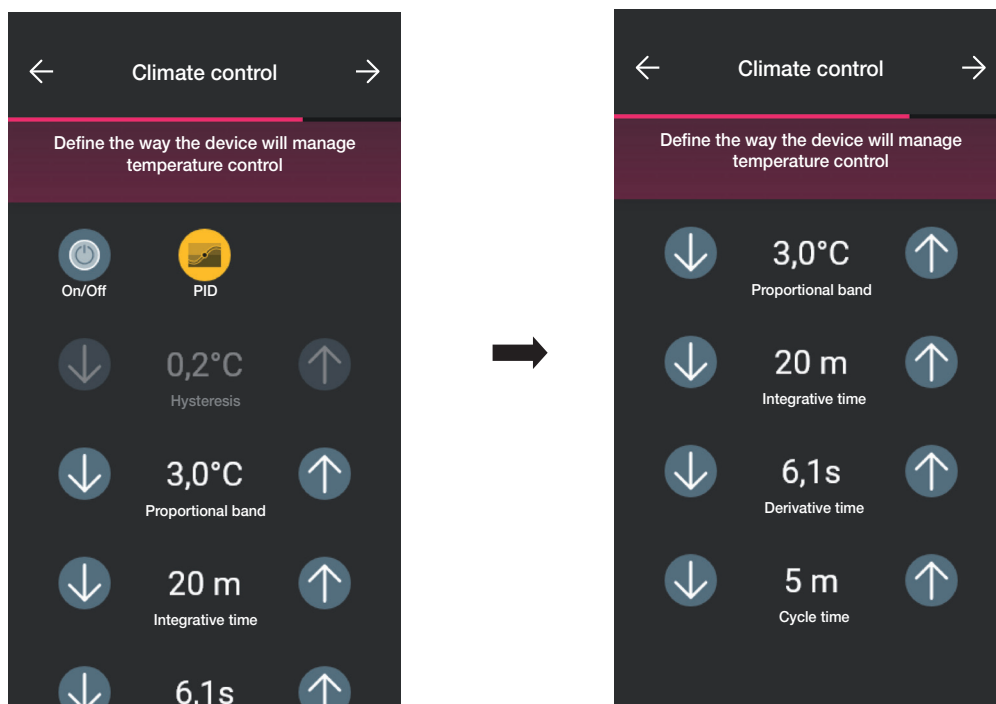 Climate control
Define the way the device will manage
temperature control
On/Off
PID
0,2°C
Hysteresis
3,0°C
Proportional band
20 m
Integrative time
6,1s
Climate control
Define the way the device will manage
temperature control
3,0°C
Proportional band
20 m
Integrative time
6,1s
Derivative time
5 m
Cycle time